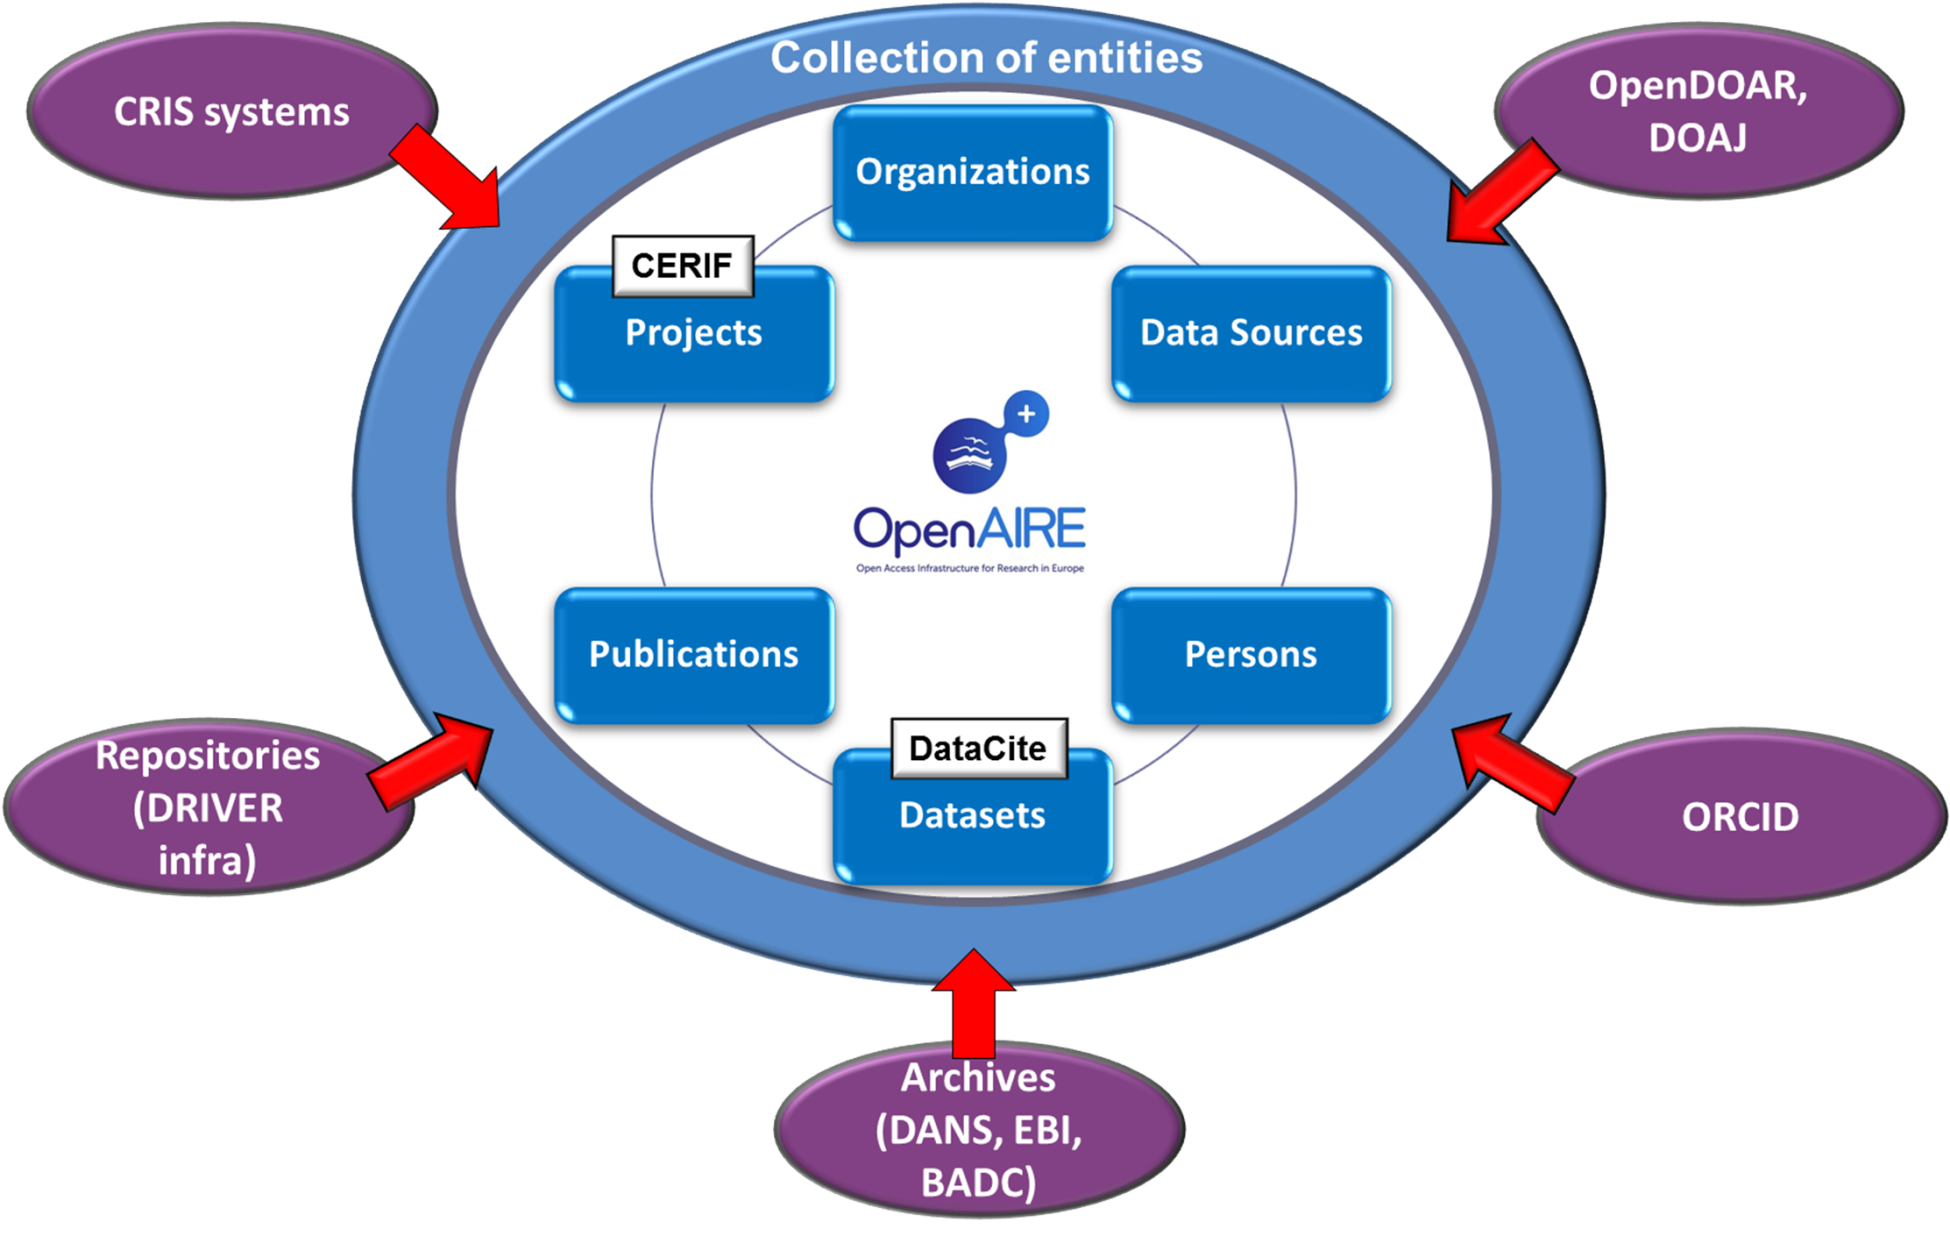 Collection of entities
CRIS systems
OpenDOAR,
DOAJ
Organizations
CERIF
Projects
Data Sources
+
OpenAIRE
Open Access Infrastructure for Research in Europe
Publications
Persons
DataCite
Datasets
Repositories
(DRIVER
infra)
ORCID
Archives
(DANS, EBI,
BADC)